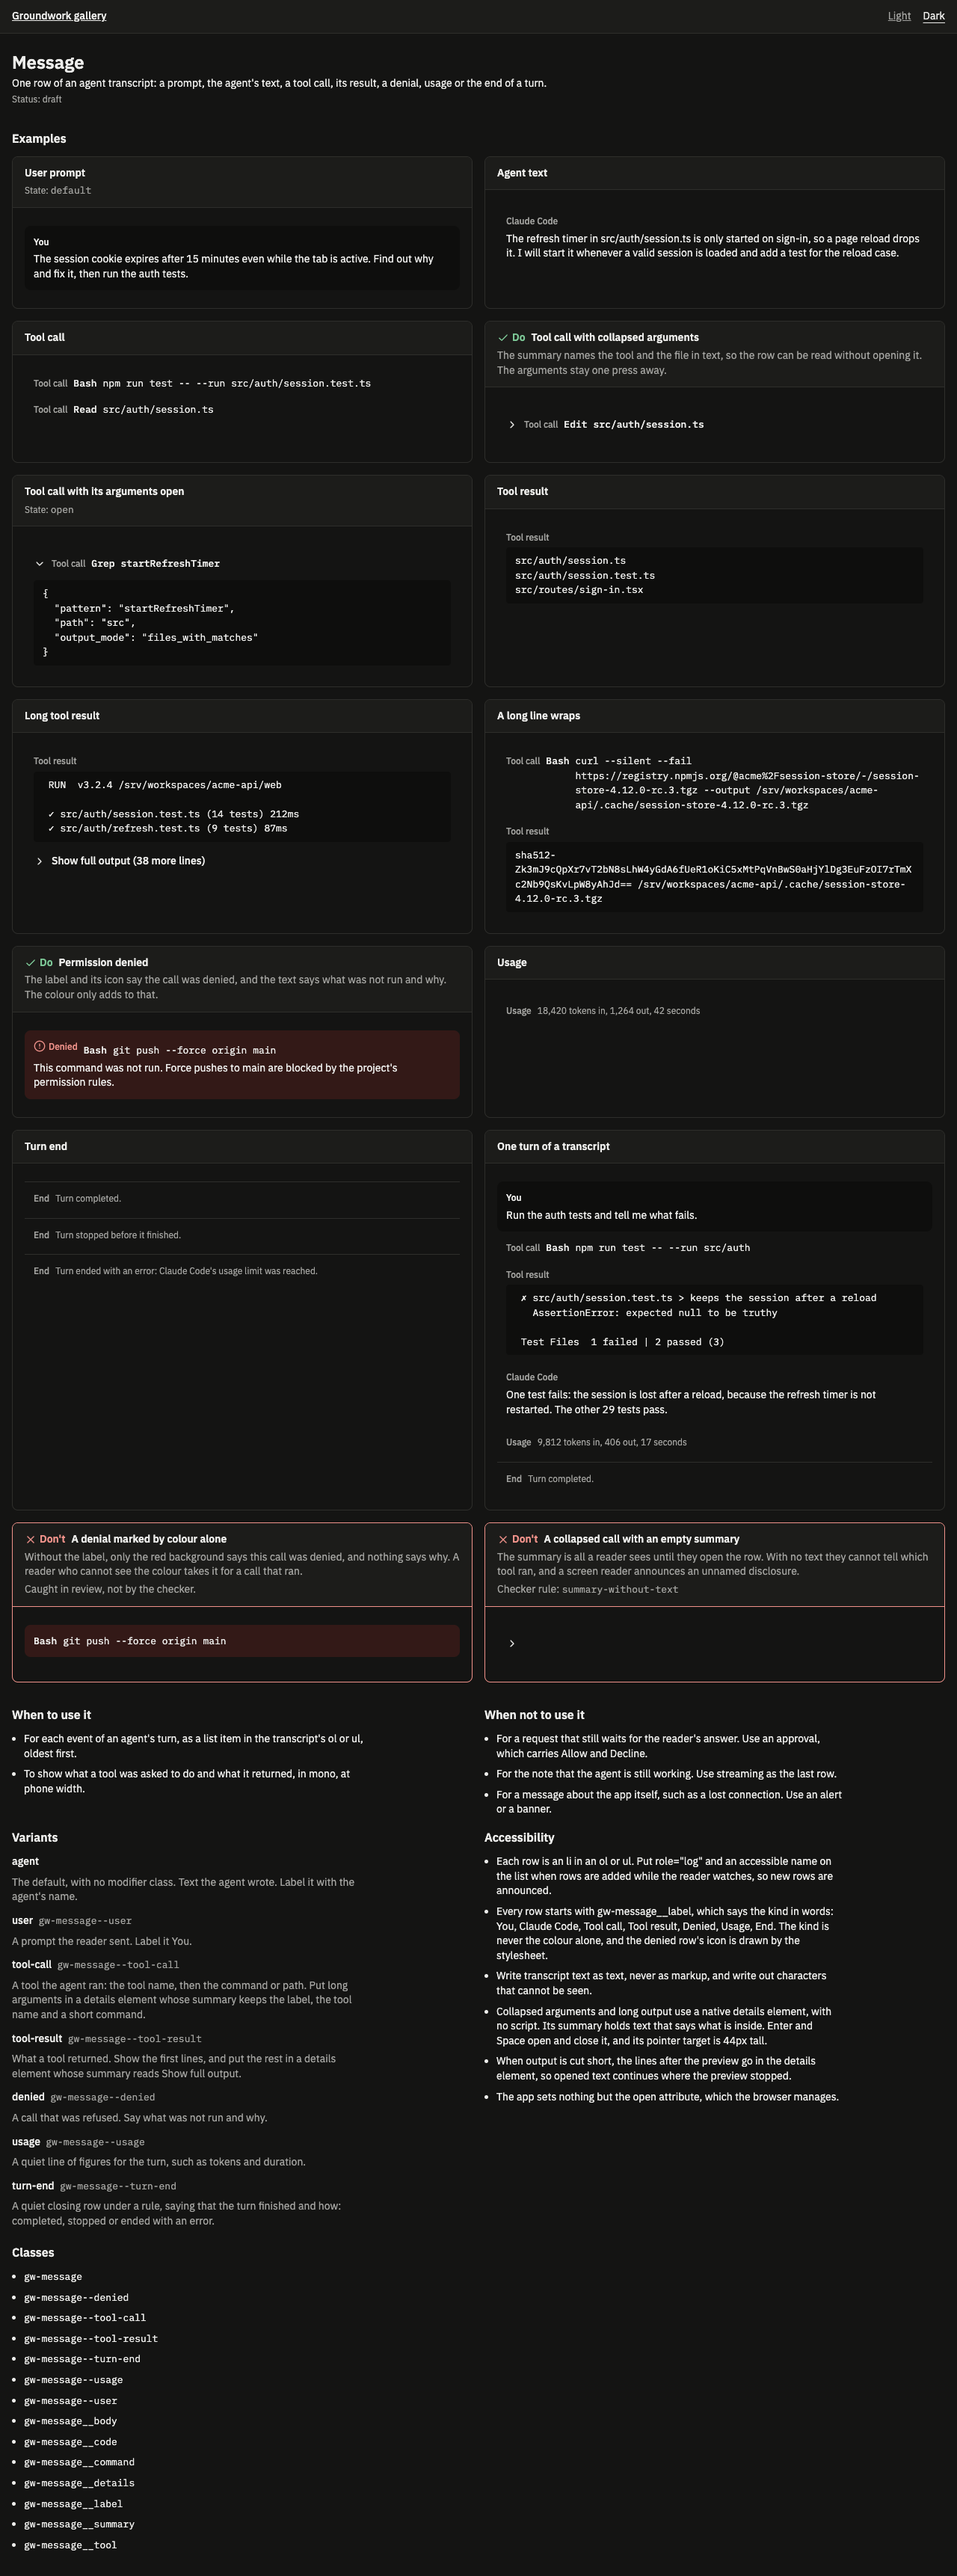 Groundwork gallery
Light Dark
Message
One row of an agent transcript: a prompt, the agent's text, a tool call, its result, a denial, usage or the end of a turn.
Status: draft
Examples
User prompt
State: default
You
The session cookie expires after 15 minutes even while the tab is active. Find out why
and fix it, then run the auth tests.
Agent text
Claude Code
The refresh timer in src/auth/session.ts is only started on sign-in, so a page reload drops
it. I will start it whenever a valid session is loaded and add a test for the reload case.
Tool call
Tool call Bash npm run test -- --run src/auth/session.test.ts
Tool call Read src/auth/session.ts
Do Tool call with collapsed arguments
The summary names the tool and the file in text, so the row can be read without opening it.
The arguments stay one press away.
Tool call Edit src/auth/session.ts
Tool call with its arguments open
State: open
Tool call Grep startRefreshTimer
{
"pattern": "startRefreshTimer",
"path": "src",
"output_mode": "files_with_matches"
}
Tool result
Tool result
src/auth/session.ts
src/auth/session.test.ts
src/routes/sign-in.tsx
Long tool result
Tool result
RUN v3.2.4 /srv/workspaces/acme-api/web
✓ src/auth/session.test.ts (14 tests) 212ms
✓ src/auth/refresh.test.ts (9 tests) 87ms
Show full output (38 more lines)
A long line wraps
Tool call Bash curl --silent --fail
https://registry.npmjs.org/@acme%2Fsession-store/-/session-
store-4.12.0-rc.3.tgz --output /srv/workspaces/acme-
api/.cache/session-store-4.12.0-rc.3.tgz
Tool result
sha512-
Zk3mJ9cQpXr7vT2bN8sLhW4yGdA6fUeR1oKiC5xMtPqVnBwS0aHjYlDg3EuFzOI7rTmX
c2Nb9QsKvLpW8yAhJd== /srv/workspaces/acme-api/.cache/session-store-
4.12.0-rc.3.tgz
Do Permission denied
The label and its icon say the call was denied, and the text says what was not run and why.
The colour only adds to that.
Denied Bash git push --force origin main
This command was not run. Force pushes to main are blocked by the project's
permission rules.
Usage
Usage 18,420 tokens in, 1,264 out, 42 seconds
Turn end
End Turn completed.
End Turn stopped before it finished.
End Turn ended with an error: Claude Code's usage limit was reached.
One turn of a transcript
You
Run the auth tests and tell me what fails.
Tool call Bash npm run test -- --run src/auth
Tool result
✗ src/auth/session.test.ts > keeps the session after a reload
AssertionError: expected null to be truthy
Test Files 1 failed | 2 passed (3)
Claude Code
One test fails: the session is lost after a reload, because the refresh timer is not
restarted. The other 29 tests pass.
Usage 9,812 tokens in, 406 out, 17 seconds
End Turn completed.
Don't A denial marked by colour alone
Without the label, only the red background says this call was denied, and nothing says why. A
reader who cannot see the colour takes it for a call that ran.
Caught in review, not by the checker.
Bash git push --force origin main
Don't A collapsed call with an empty summary
The summary is all a reader sees until they open the row. With no text they cannot tell which
tool ran, and a screen reader announces an unnamed disclosure.
Checker rule: summary-without-text
When to use it
For each event of an agent's turn, as a list item in the transcript's ol or ul,
oldest first.
To show what a tool was asked to do and what it returned, in mono, at
phone width.
When not to use it
For a request that still waits for the reader's answer. Use an approval,
which carries Allow and Decline.
For the note that the agent is still working. Use streaming as the last row.
For a message about the app itself, such as a lost connection. Use an alert
or a banner.
Variants
agent
The default, with no modifier class. Text the agent wrote. Label it with the
agent's name.
user gw-message--user
A prompt the reader sent. Label it You.
tool-call gw-message--tool-call
A tool the agent ran: the tool name, then the command or path. Put long
arguments in a details element whose summary keeps the label, the tool
name and a short command.
tool-result gw-message--tool-result
What a tool returned. Show the first lines, and put the rest in a details
element whose summary reads Show full output.
denied gw-message--denied
A call that was refused. Say what was not run and why.
usage gw-message--usage
A quiet line of figures for the turn, such as tokens and duration.
turn-end gw-message--turn-end
A quiet closing row under a rule, saying that the turn finished and how:
completed, stopped or ended with an error.
Accessibility
Each row is an li in an ol or ul. Put role="log" and an accessible name on
the list when rows are added while the reader watches, so new rows are
announced.
Every row starts with gw-message__label, which says the kind in words:
You, Claude Code, Tool call, Tool result, Denied, Usage, End. The kind is
never the colour alone, and the denied row's icon is drawn by the
stylesheet.
Write transcript text as text, never as markup, and write out characters
that cannot be seen.
Collapsed arguments and long output use a native details element, with
no script. Its summary holds text that says what is inside. Enter and
Space open and close it, and its pointer target is 44px tall.
When output is cut short, the lines after the preview go in the details
element, so opened text continues where the preview stopped.
The app sets nothing but the open attribute, which the browser manages.
Classes
gw-message
gw-message--denied
gw-message--tool-call
gw-message--tool-result
gw-message--turn-end
gw-message--usage
gw-message--user
gw-message__body
gw-message__code
gw-message__command
gw-message__details
gw-message__label
gw-message__summary
gw-message__tool